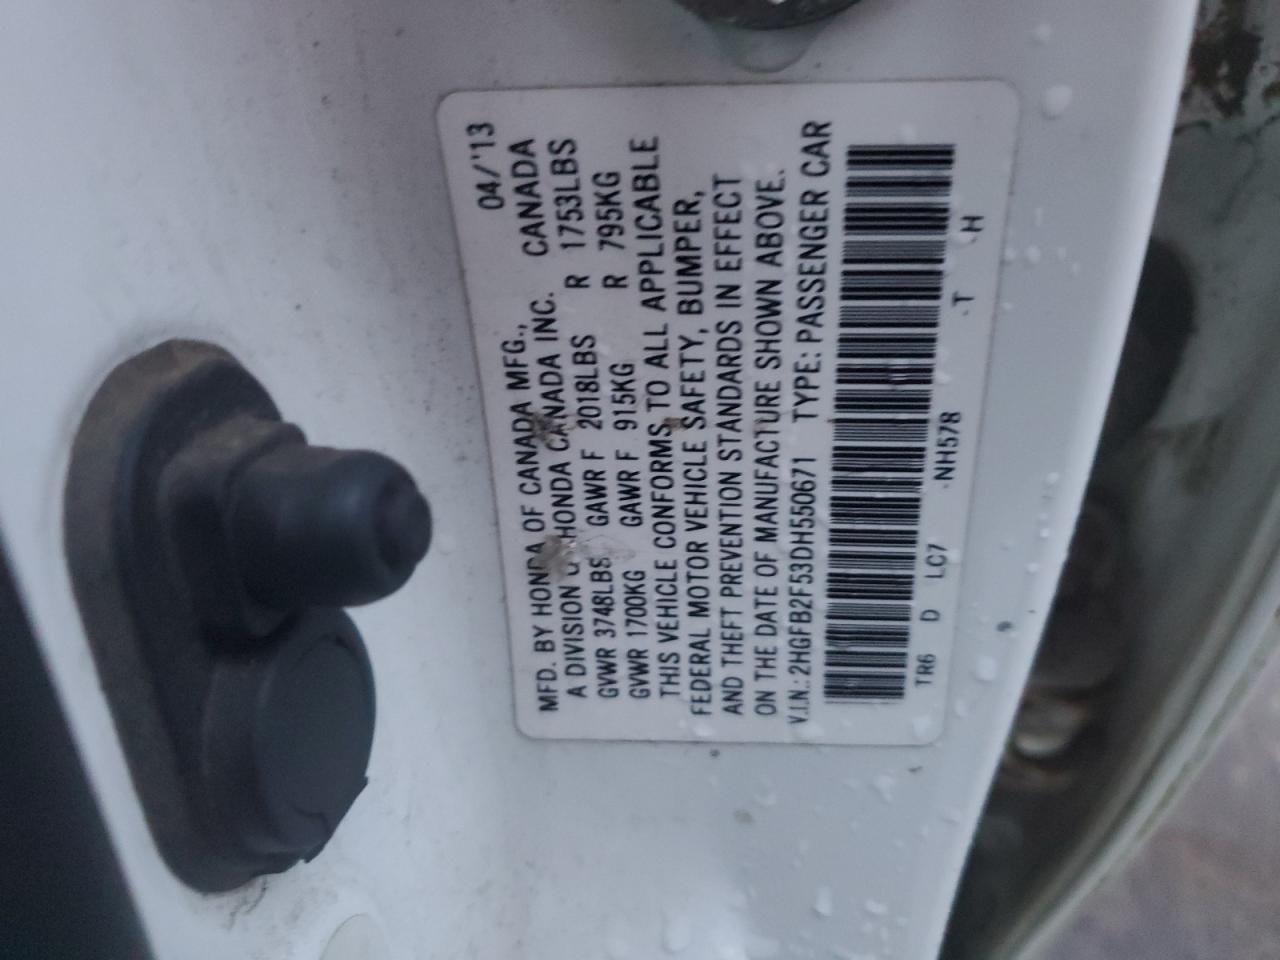 04/'13
MFD. BY HONDA OF CANADA MFG.,
A DIVISION HONDA CANADA INC. CANADA
GVWR 3748LBS GAWR F 2018LBS R 1753LBS
GVWR 1700KG GAWR F 915KG R 795KG
THIS VEHICLE CONFORMS TO ALL APPLICABLE
FEDERAL MOTOR VEHICLE SAFETY, BUMPER,
AND THEFT PREVENTION STANDARDS IN EFFECT
ON THE DATE OF MANUFACTURE SHOWN ABOVE.
V.I.N.: 2HGFB2F53DH550671 TYPE: PASSENGER CAR
TR6 D LC7 -NH578 -T -H